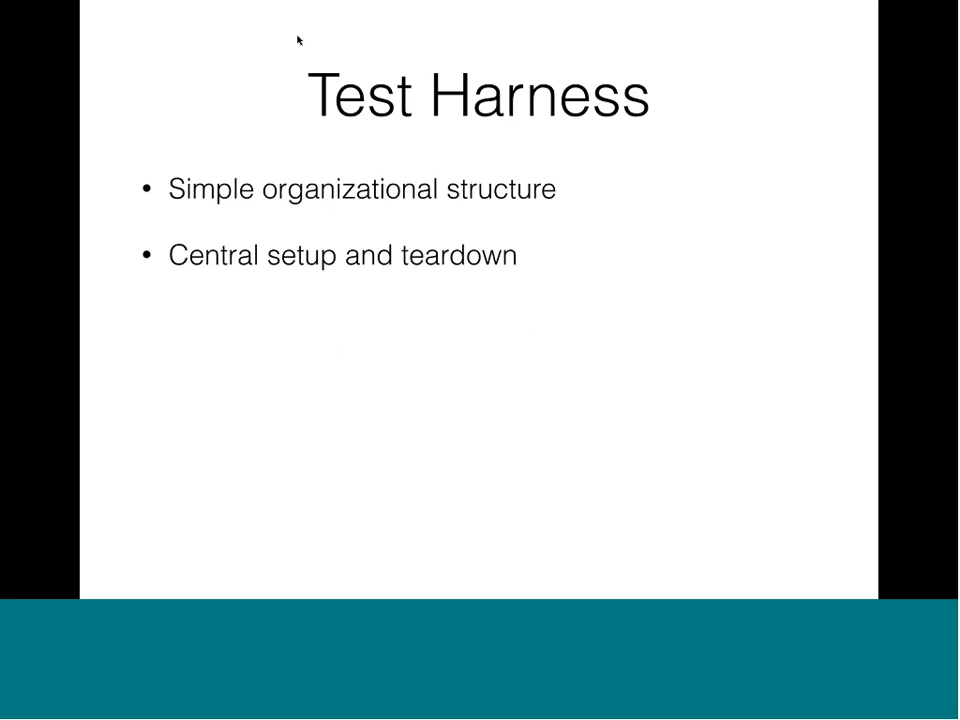 Test Harness
• Simple organizational structure
• Central setup and teardown